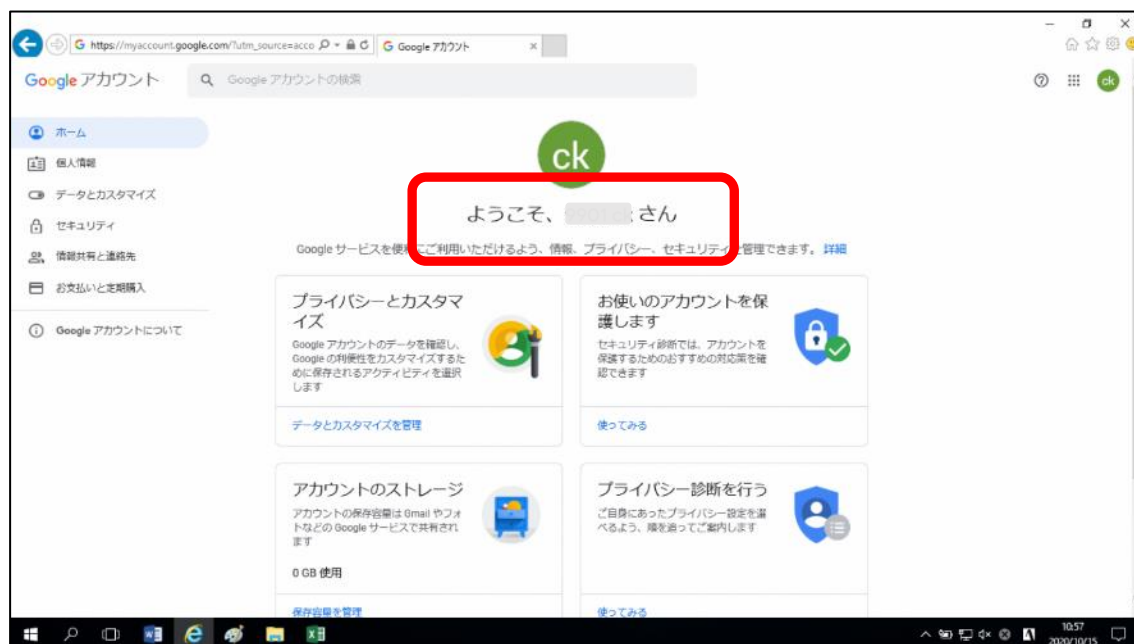 https://myaccount.google.com/?utm_source=acco
Google アカウント
Google アカウント
Google アカウントの検索
ck
ホーム
個人情報
データとカスタマイズ
セキュリティ
情報共有と連絡先
お支払いと定期購入
Google アカウントについて
ck
ようこそ、 さん
Google サービスを便利にご利用いただけるよう、情報、プライバシー、セキュリティを管理できます。 詳細
プライバシーとカスタマ
イズ
Google アカウントのデータを確認し、
Google の利便性をカスタマイズするた
めに保存されるアクティビティを選択
します
データとカスタマイズを管理
お使いのアカウントを保
護します
セキュリティ診断では、アカウントを
保護するためのおすすめの対応策を確
認できます
使ってみる
アカウントのストレージ
アカウントの保存容量は Gmail やフォ
トなどの Google サービスで共有され
ます
0 GB 使用
保存容量を管理
プライバシー診断を行う
ご自身にあったプライバシー設定を選
べるよう、順を追ってご案内します
使ってみる
10:57
2020/10/15